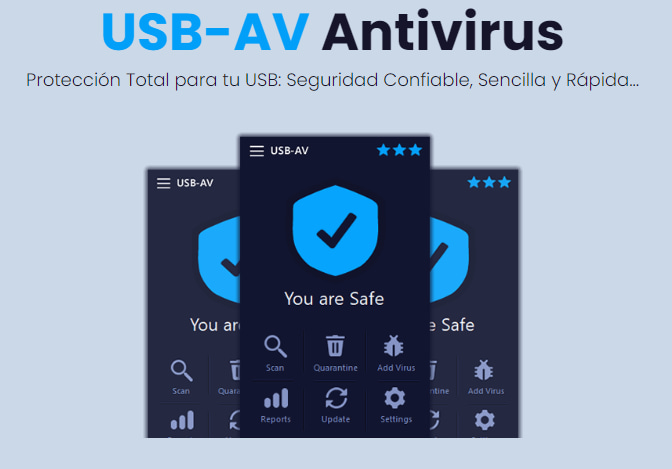 USB-AV Antivirus
Protección Total para tu USB: Seguridad Confiable, Sencilla y Rápida...
USB-AV
USB-AV
You are Safe
You ar
e Safe
Scan
Quarantine
Add Virus
Scan
Quara
ntine
Add Virus
Reports
Update
Settings